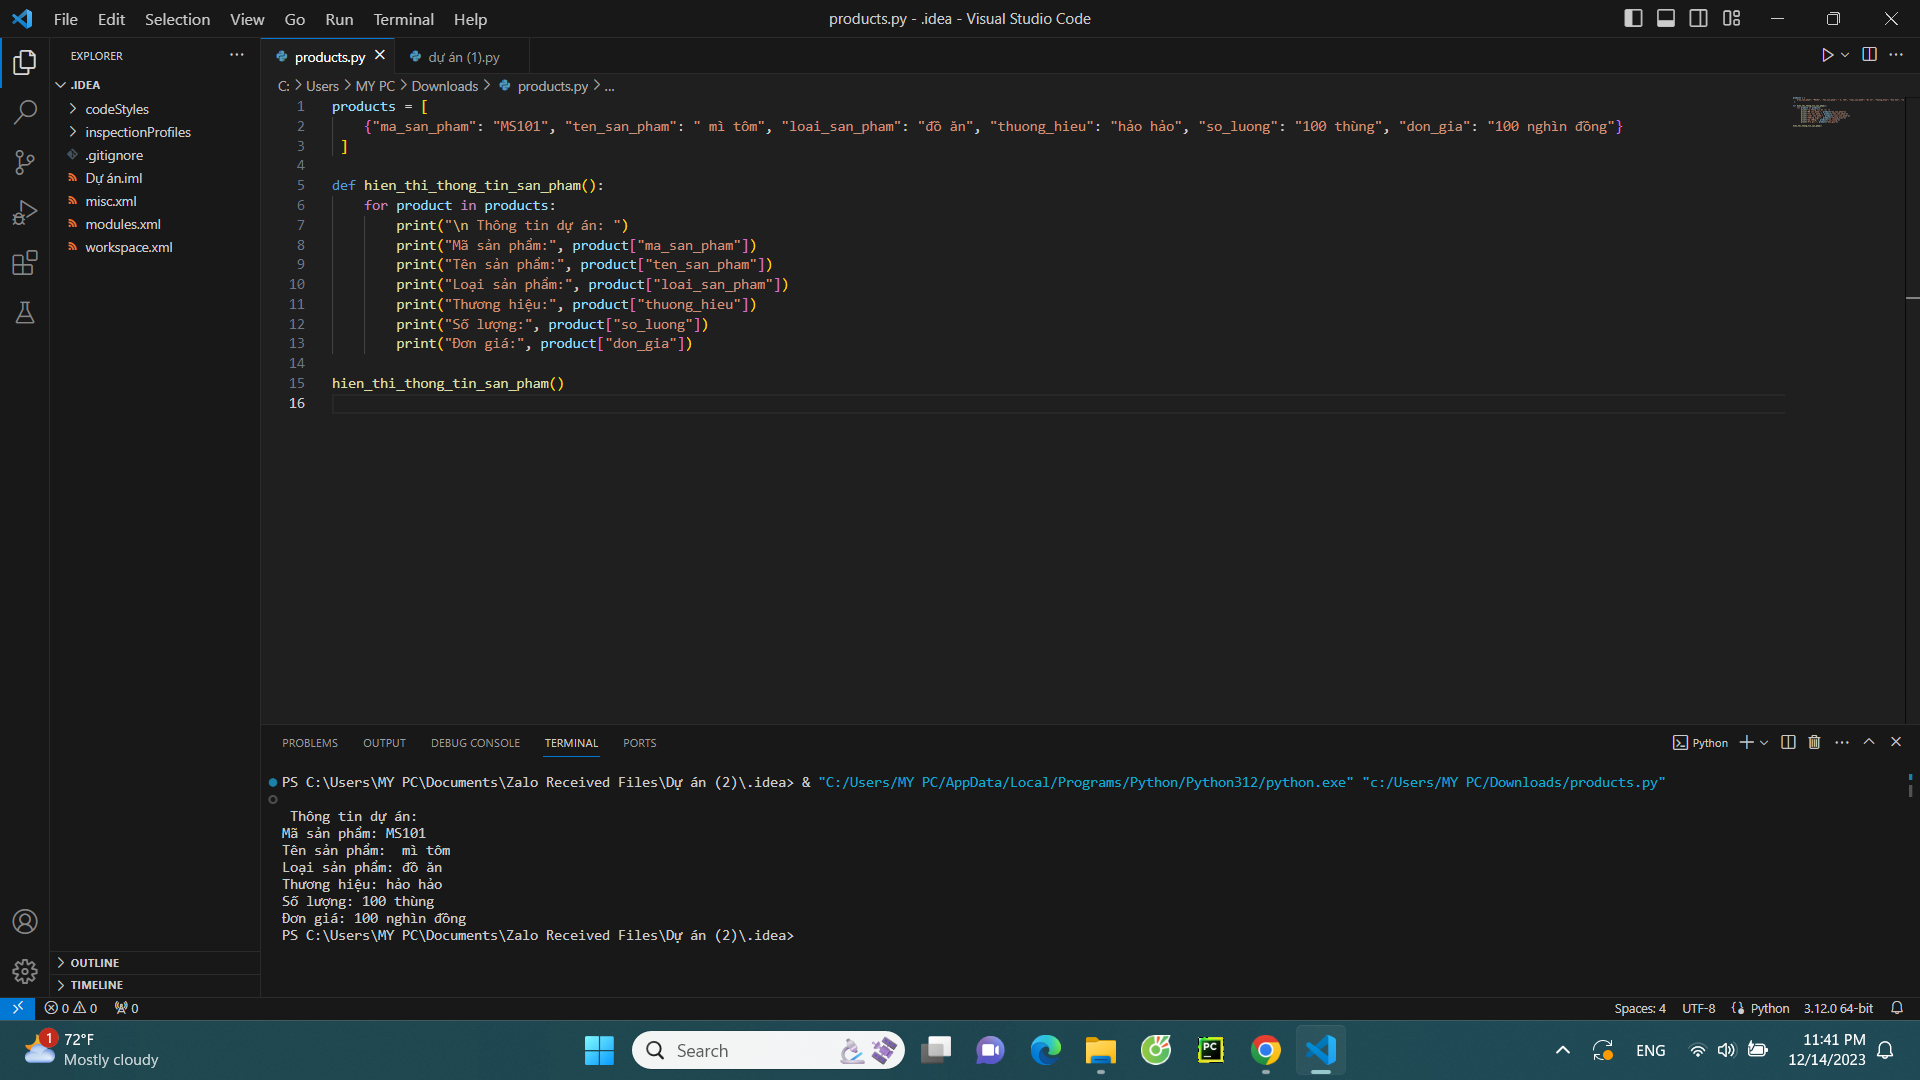 File Edit Selection View Go Run Terminal Help
products.py - .idea - Visual Studio Code
EXPLORER
.IDEA
codeStyles
inspectionProfiles
.gitignore
Dự án.iml
misc.xml
modules.xml
workspace.xml
OUTLINE
TIMELINE
products.py
dự án (1).py
C: > Users > MY PC > Downloads > products.py > ...
1 products = [
2 {"ma_san_pham": "MS101", "ten_san_pham": " mì tôm", "loai_san_pham": "đồ ăn", "thuong_hieu": "hảo hảo", "so_luong": "100 thùng", "don_gia": "100 nghìn đồng"}
3 ]
4
5 def hien_thi_thong_tin_san_pham():
6 for product in products:
7 print("\n Thông tin dự án: ")
8 print("Mã sản phẩm:", product["ma_san_pham"])
9 print("Tên sản phẩm:", product["ten_san_pham"])
10 print("Loại sản phẩm:", product["loai_san_pham"])
11 print("Thương hiệu:", product["thuong_hieu"])
12 print("Số lượng:", product["so_luong"])
13 print("Đơn giá:", product["don_gia"])
14
15 hien_thi_thong_tin_san_pham()
16
PROBLEMS OUTPUT DEBUG CONSOLE TERMINAL PORTS
Python
PS C:\Users\MY PC\Documents\Zalo Received Files\Dự án (2)\.idea> & "C:/Users/MY PC/AppData/Local/Programs/Python/Python312/python.exe" "c:/Users/MY PC/Downloads/products.py"
Thông tin dự án:
Mã sản phẩm: MS101
Tên sản phẩm:  mì tôm
Loại sản phẩm: đồ ăn
Thương hiệu: hảo hảo
Số lượng: 100 thùng
Đơn giá: 100 nghìn đồng
PS C:\Users\MY PC\Documents\Zalo Received Files\Dự án (2)\.idea>
0 0 0
Spaces: 4 UTF-8 Python 3.12.0 64-bit
1
72°F
Mostly cloudy
Search
PC
ENG
11:41 PM
12/14/2023